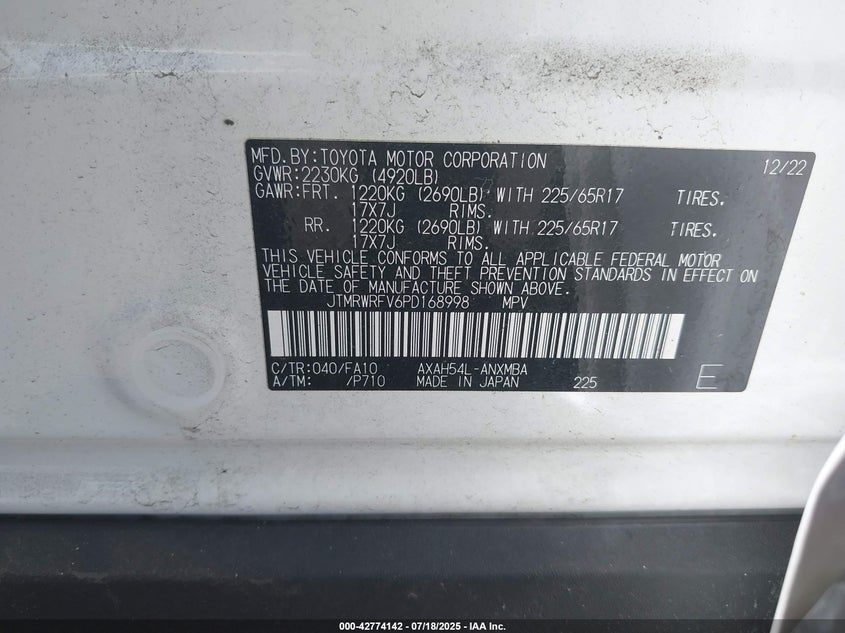 MFD.BY:TOYOTA MOTOR CORPORATION 12/22
GVWR:2230KG (4920LB)
GAWR:FRT. 1220KG (2690LB) WITH 225/65R17 TIRES.
17X7J RIMS.
RR. 1220KG (2690LB) WITH 225/65R17 TIRES.
17X7J RIMS.
THIS VEHICLE CONFORMS TO ALL APPLICABLE FEDERAL MOTOR
VEHICLE SAFETY AND THEFT PREVENTION STANDARDS IN EFFECT ON
THE DATE OF MANUFACTURE SHOWN ABOVE.
JTMRWRFV6PD168998 MPV
C/TR:040/FA10 AXAH54L-ANXMBA
A/TM: /P710 MADE IN JAPAN 225 E
000-42774142 - 07/18/2025 - IAA Inc.